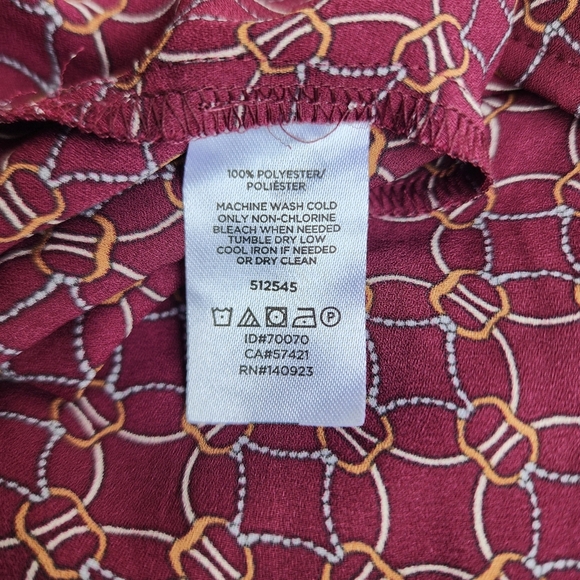 100% POLYESTER/
POLIÉSTER
MACHINE WASH COLD
ONLY NON-CHLORINE
BLEACH WHEN NEEDED
TUMBLE DRY LOW
COOL IRON IF NEEDED
OR DRY CLEAN
512545
P
ID#70070
CA#57421
RN#140923